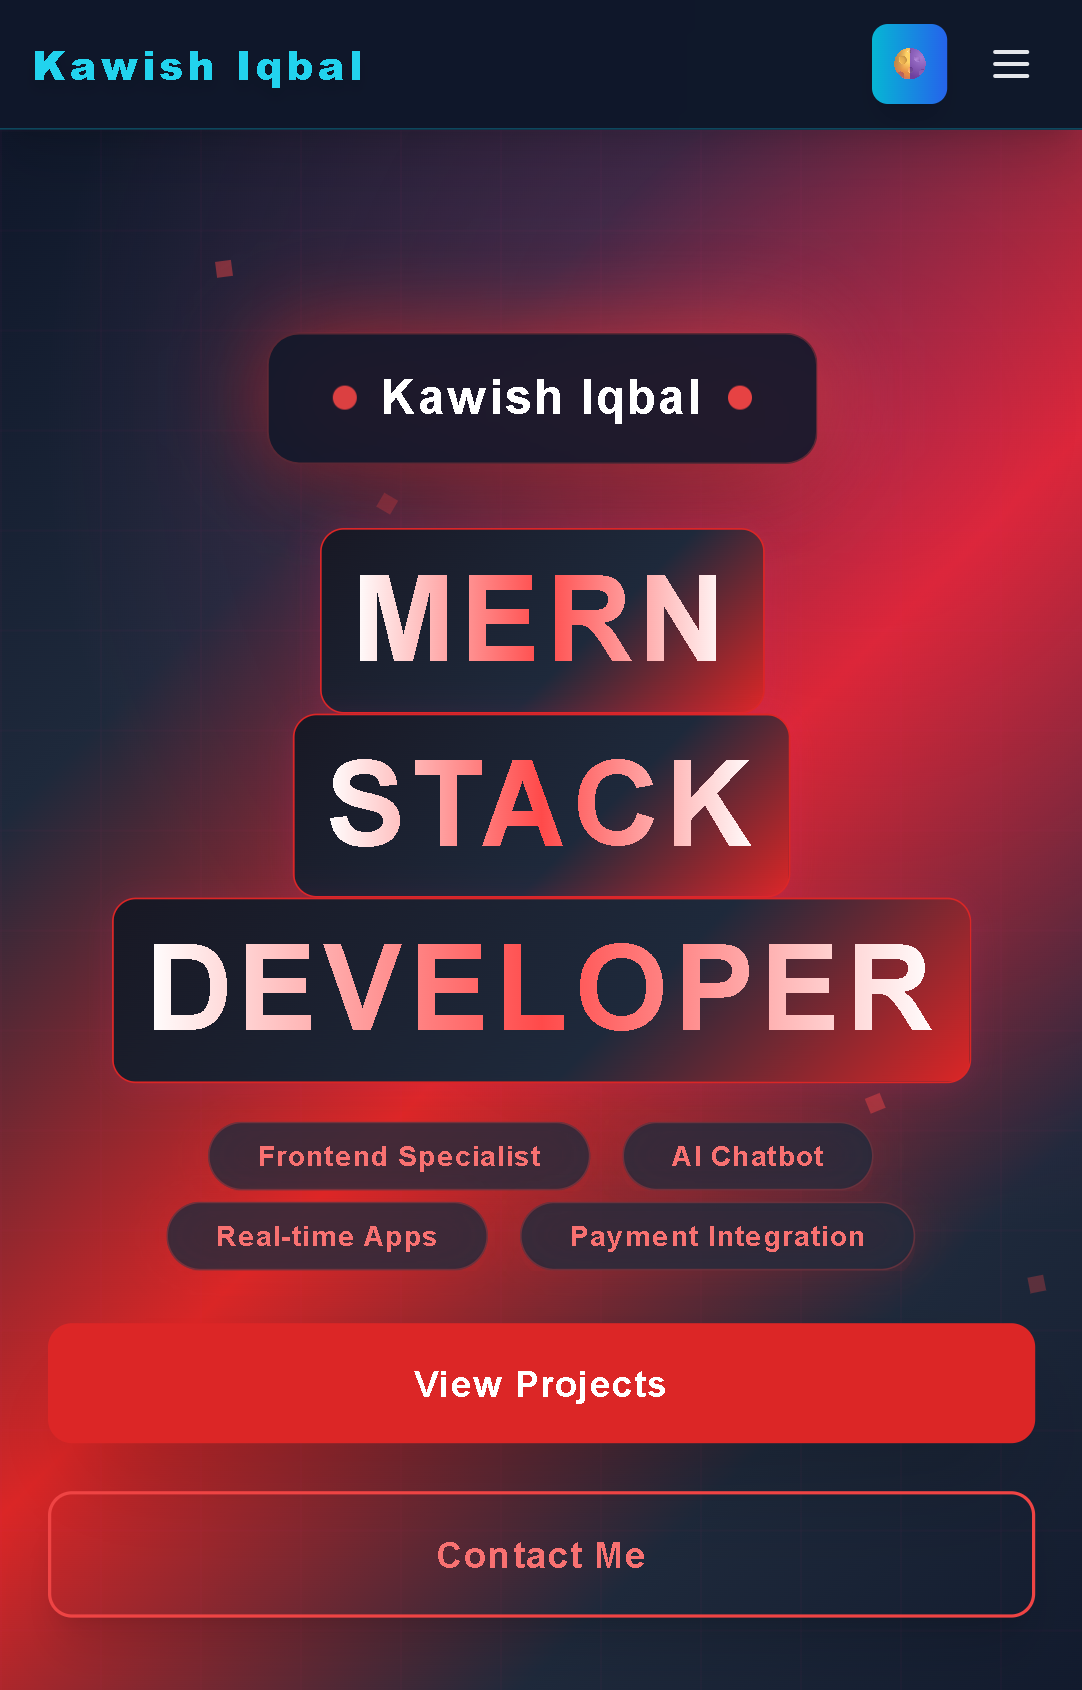 Kawish Iqbal
Kawish Iqbal
MERN
STACK
DEVELOPER
Frontend Specialist
AI Chatbot
Real-time Apps
Payment Integration
View Projects
Contact Me